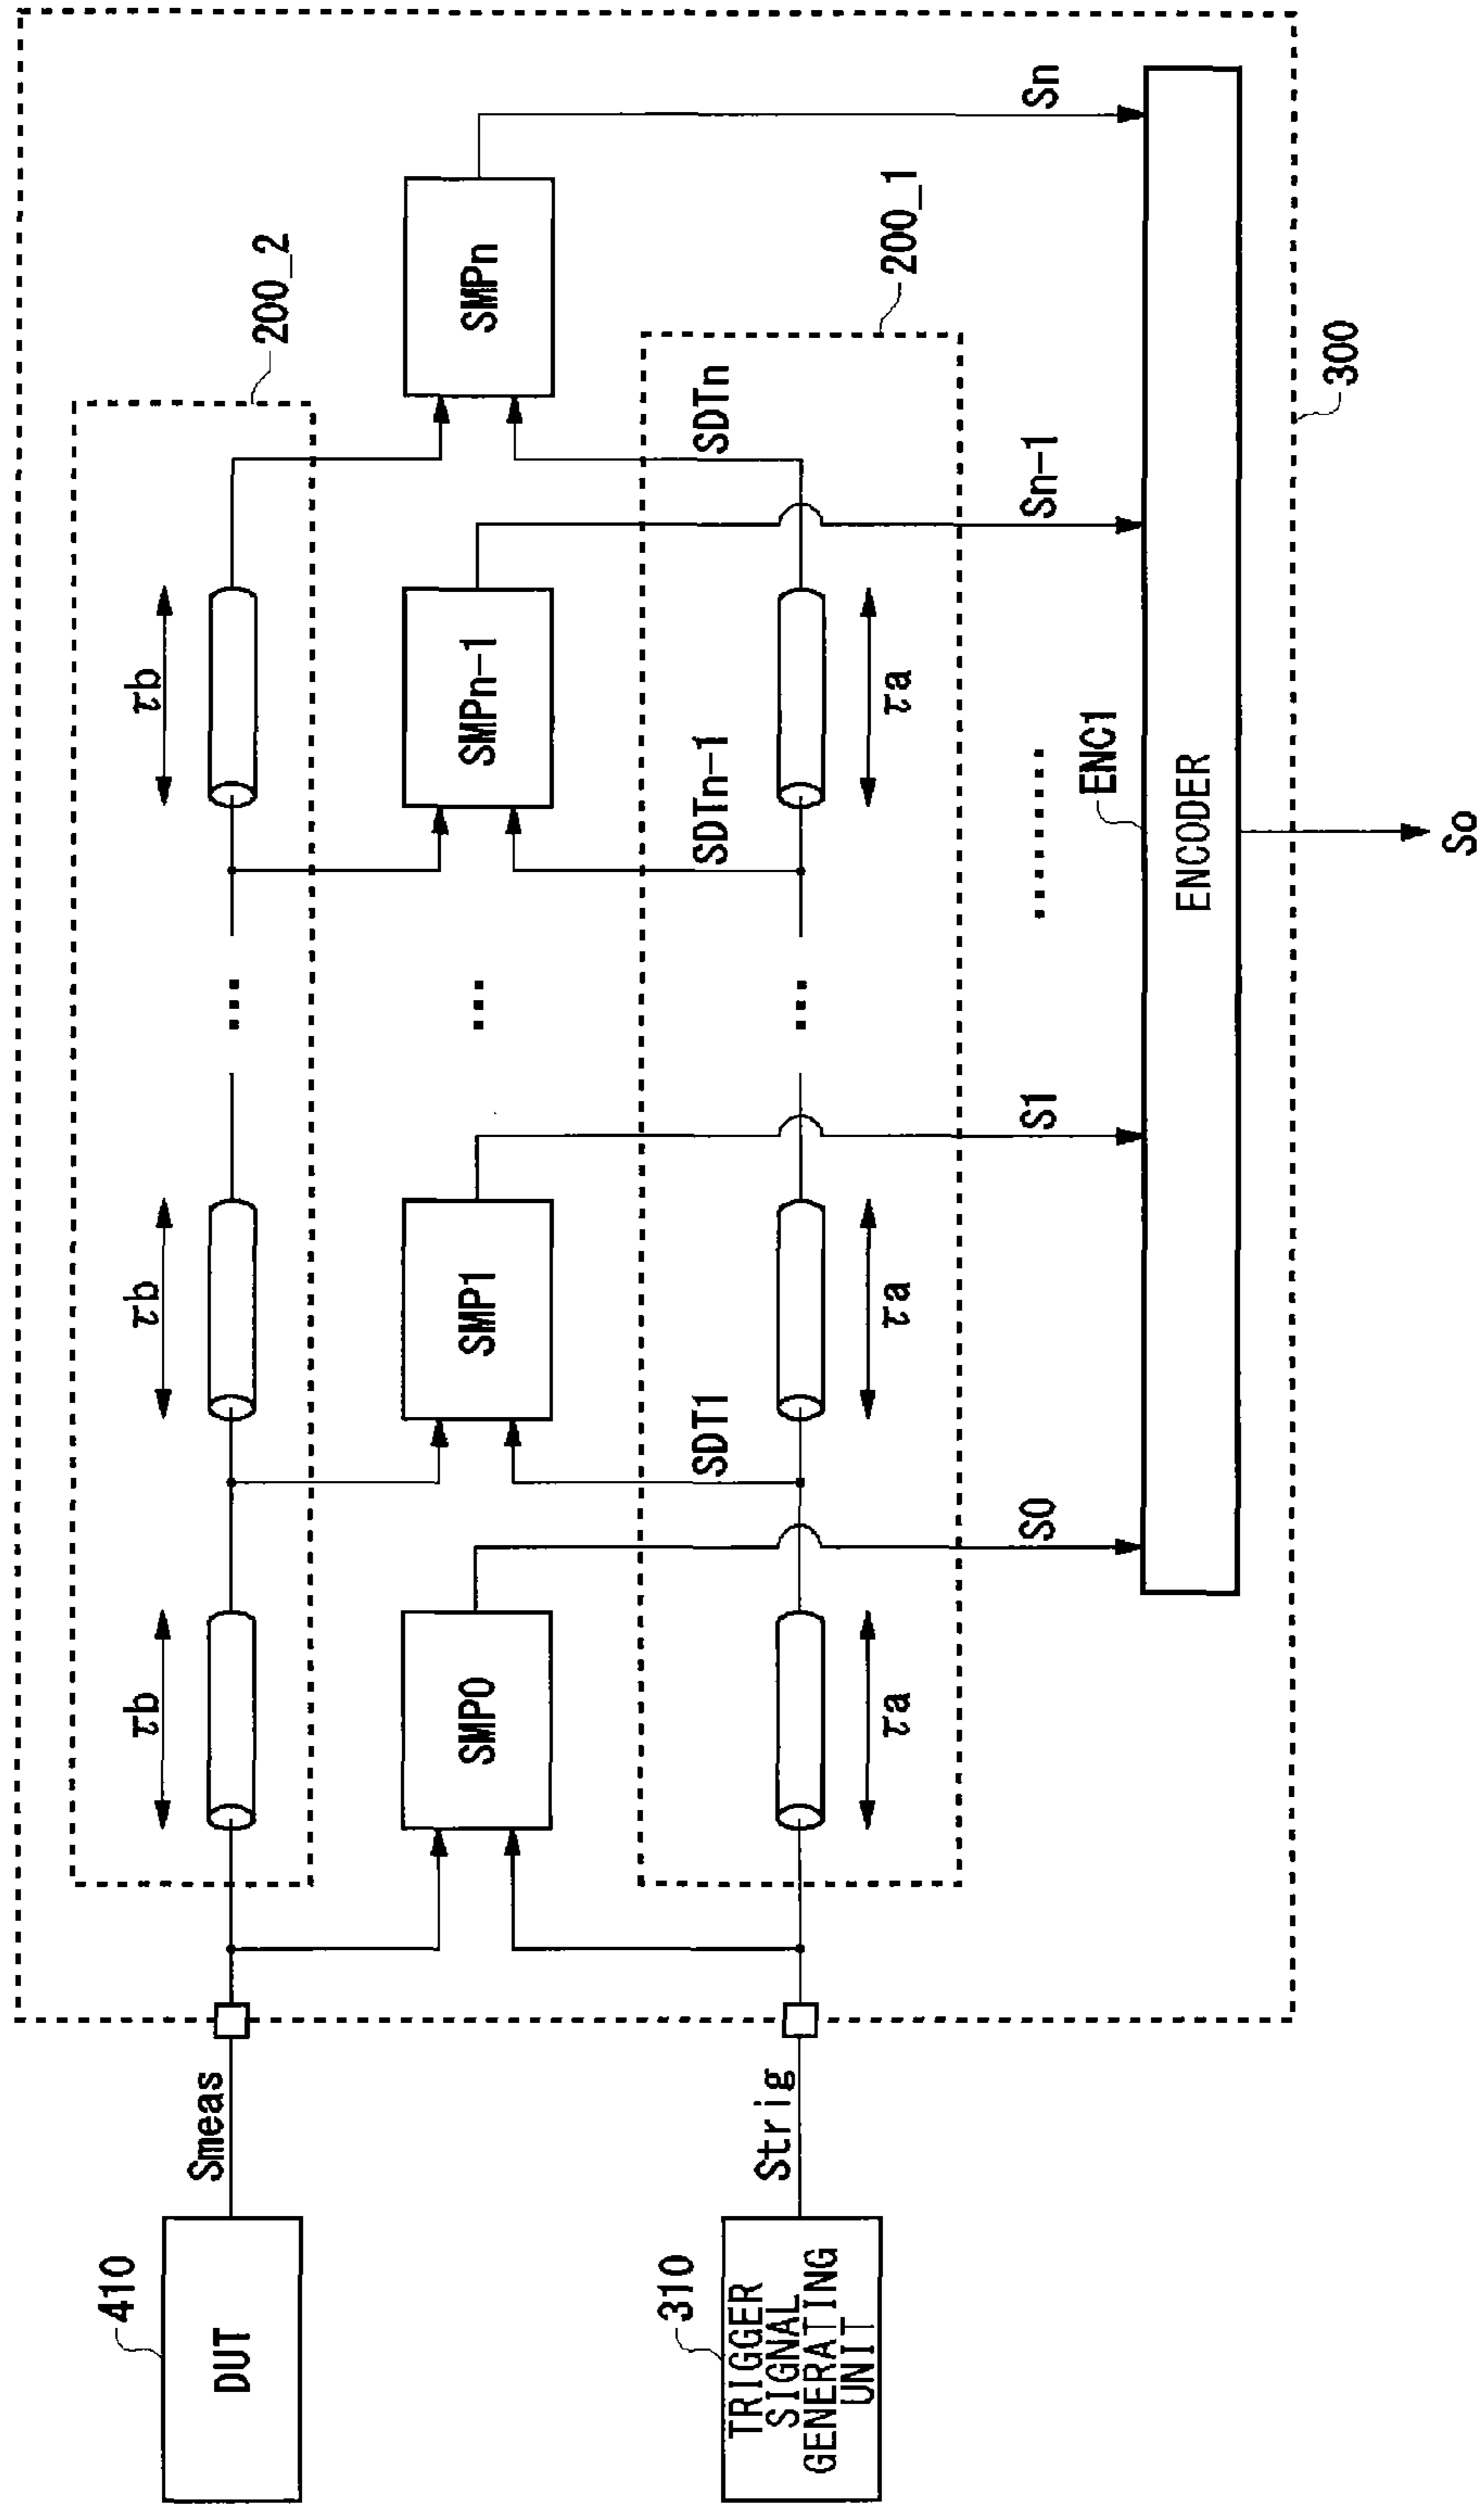 300
200_2
τb
τb
τb
Smeas
410
DUT
SMP0
SMP1
SMPn-1
SMPn
SDT1
SDTn-1
SDTn
200_1
τa
τa
τa
Strig
310
TRIGGER
SIGNAL
GENERATING
UNIT
S0
S1
Sn-1
Sn
ENC1
ENCODER
So